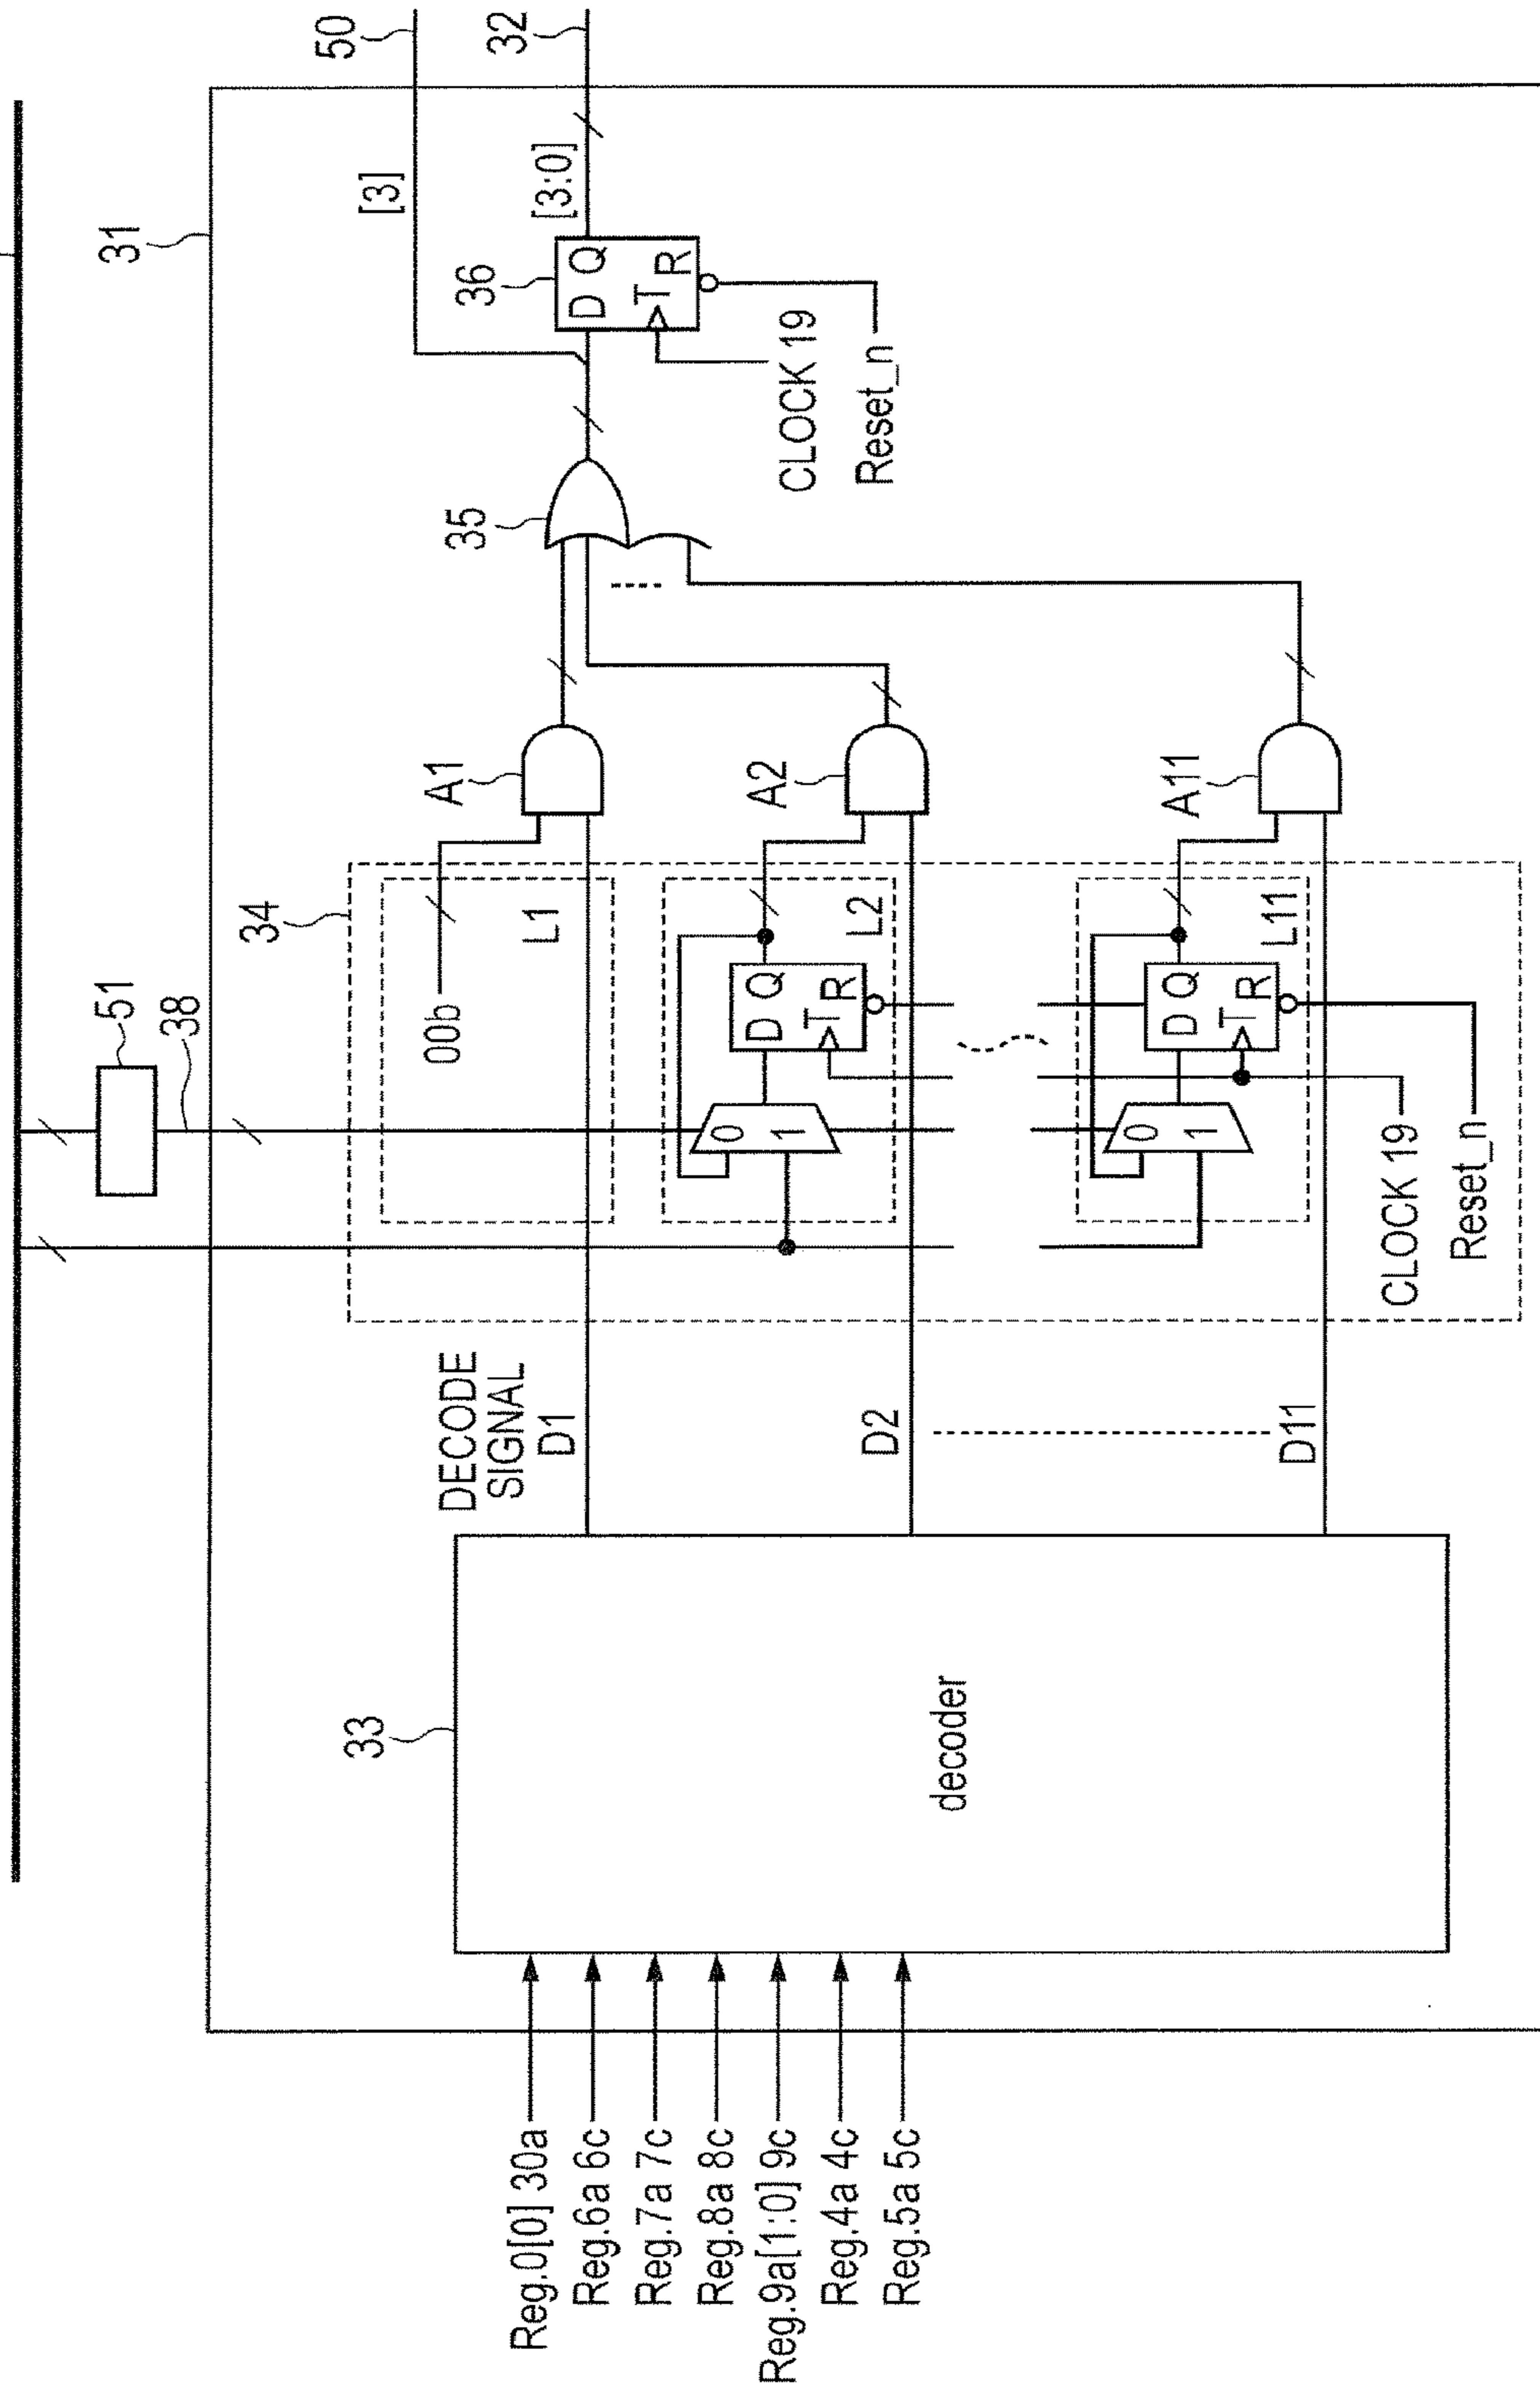 50
32
[3]
[3:0]
31
36
D Q
T
R
CLOCK 19
Reset_n
35
A1
A2
A11
34
51
38
00b
L1
L2
D Q
T
R
0
1
L11
D Q
T
R
0
1
CLOCK 19
Reset_n
DECODE
SIGNAL
D1
D2
D11
33
decoder
Reg.0[0] 30a
Reg.6a 6c
Reg.7a 7c
Reg.8a 8c
Reg.9a[1:0] 9c
Reg.4a 4c
Reg.5a 5c